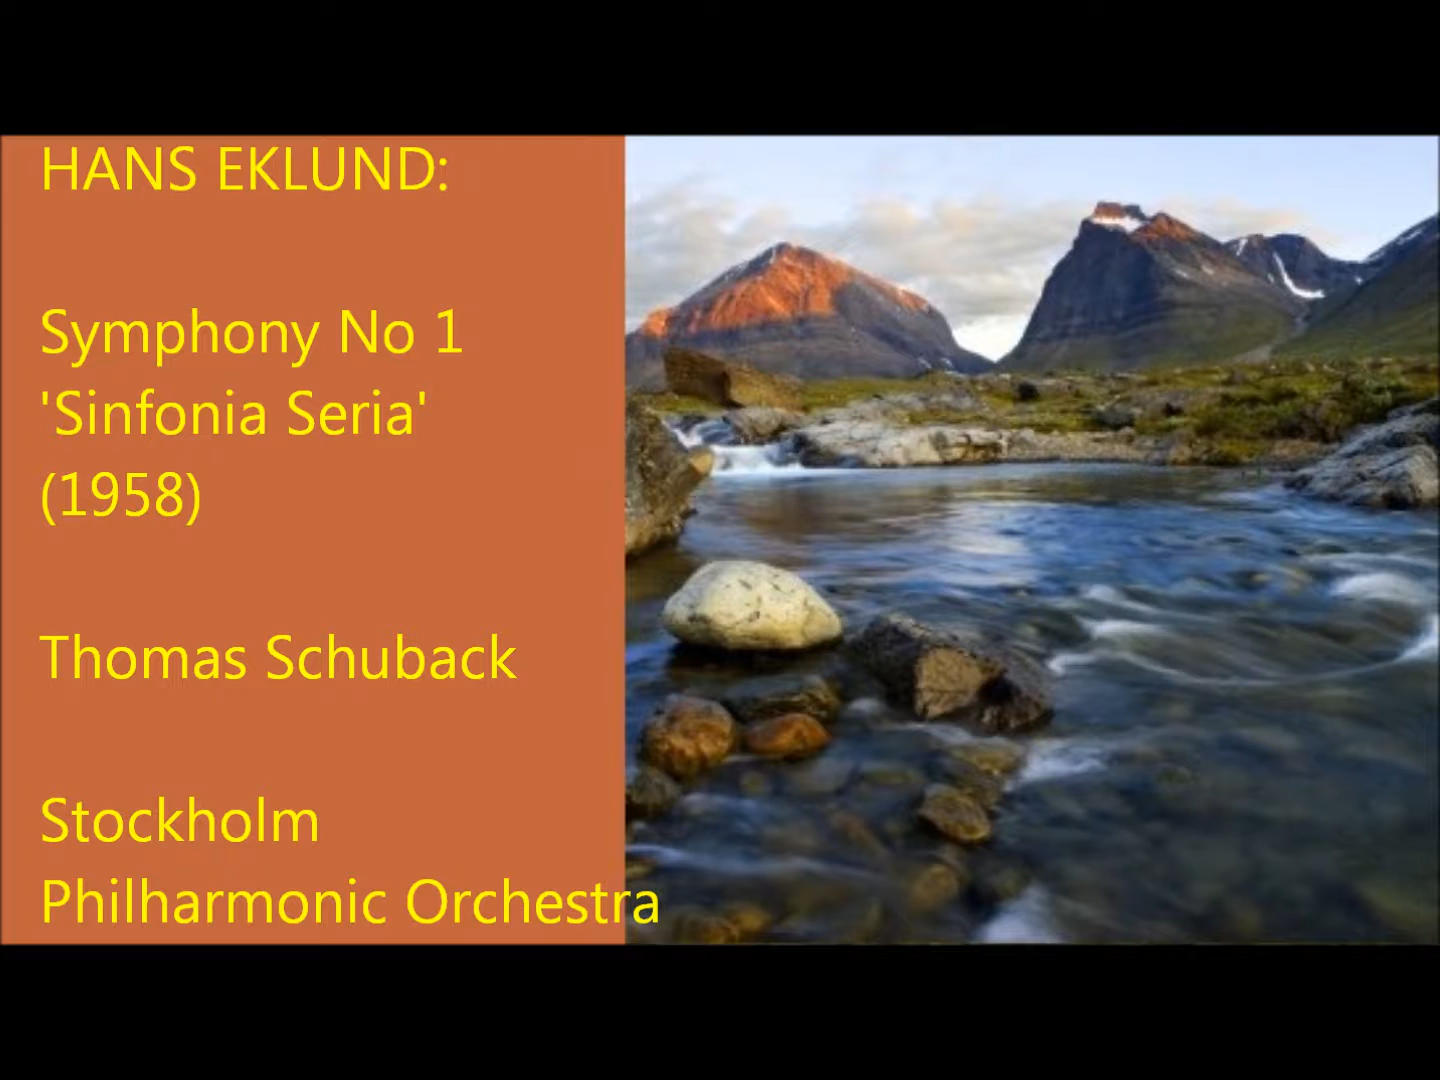 HANS EKLUND:
Symphony No 1
'Sinfonia Seria'
(1958)
Thomas Schuback
Stockholm
Philharmonic Orchestra